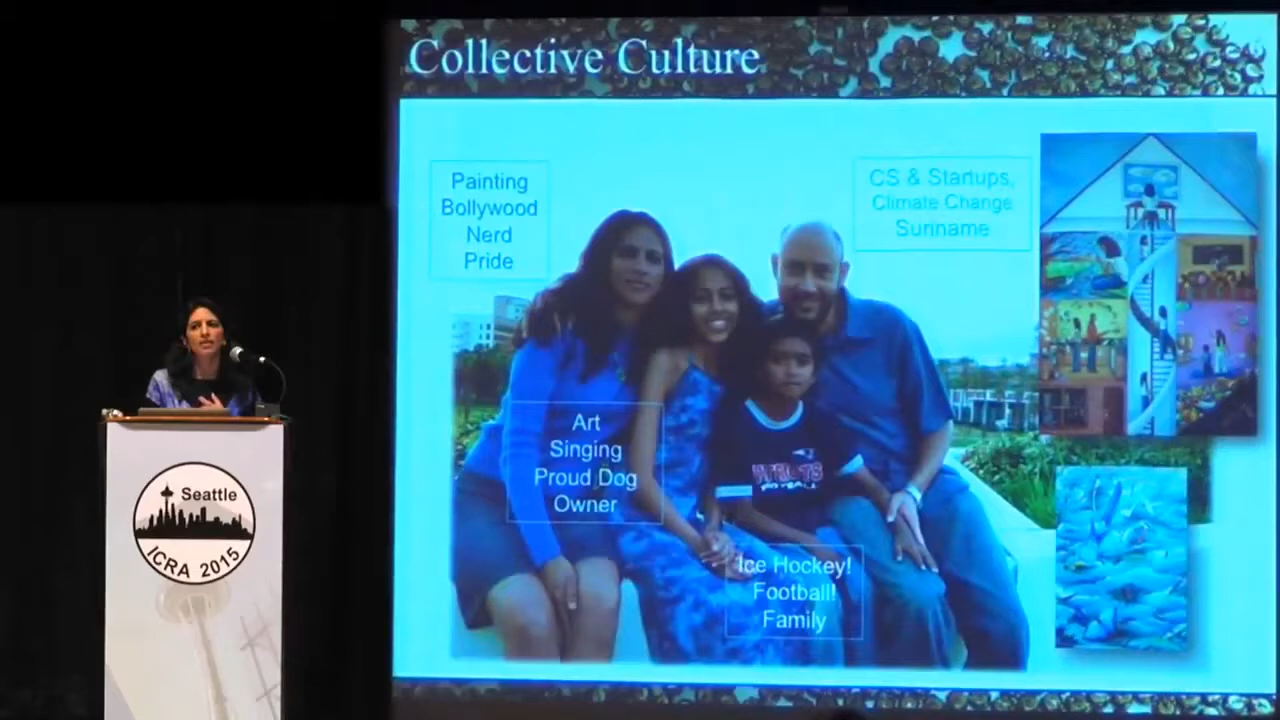 Collective Culture
Painting
Bollywood
Nerd
Pride
CS & Startups,
Climate Change
Suriname
Art
Singing
Proud Dog
Owner
Ice Hockey!
Football!
Family
PATRIOTS
FOOTBALL
Seattle
ICRA 2015